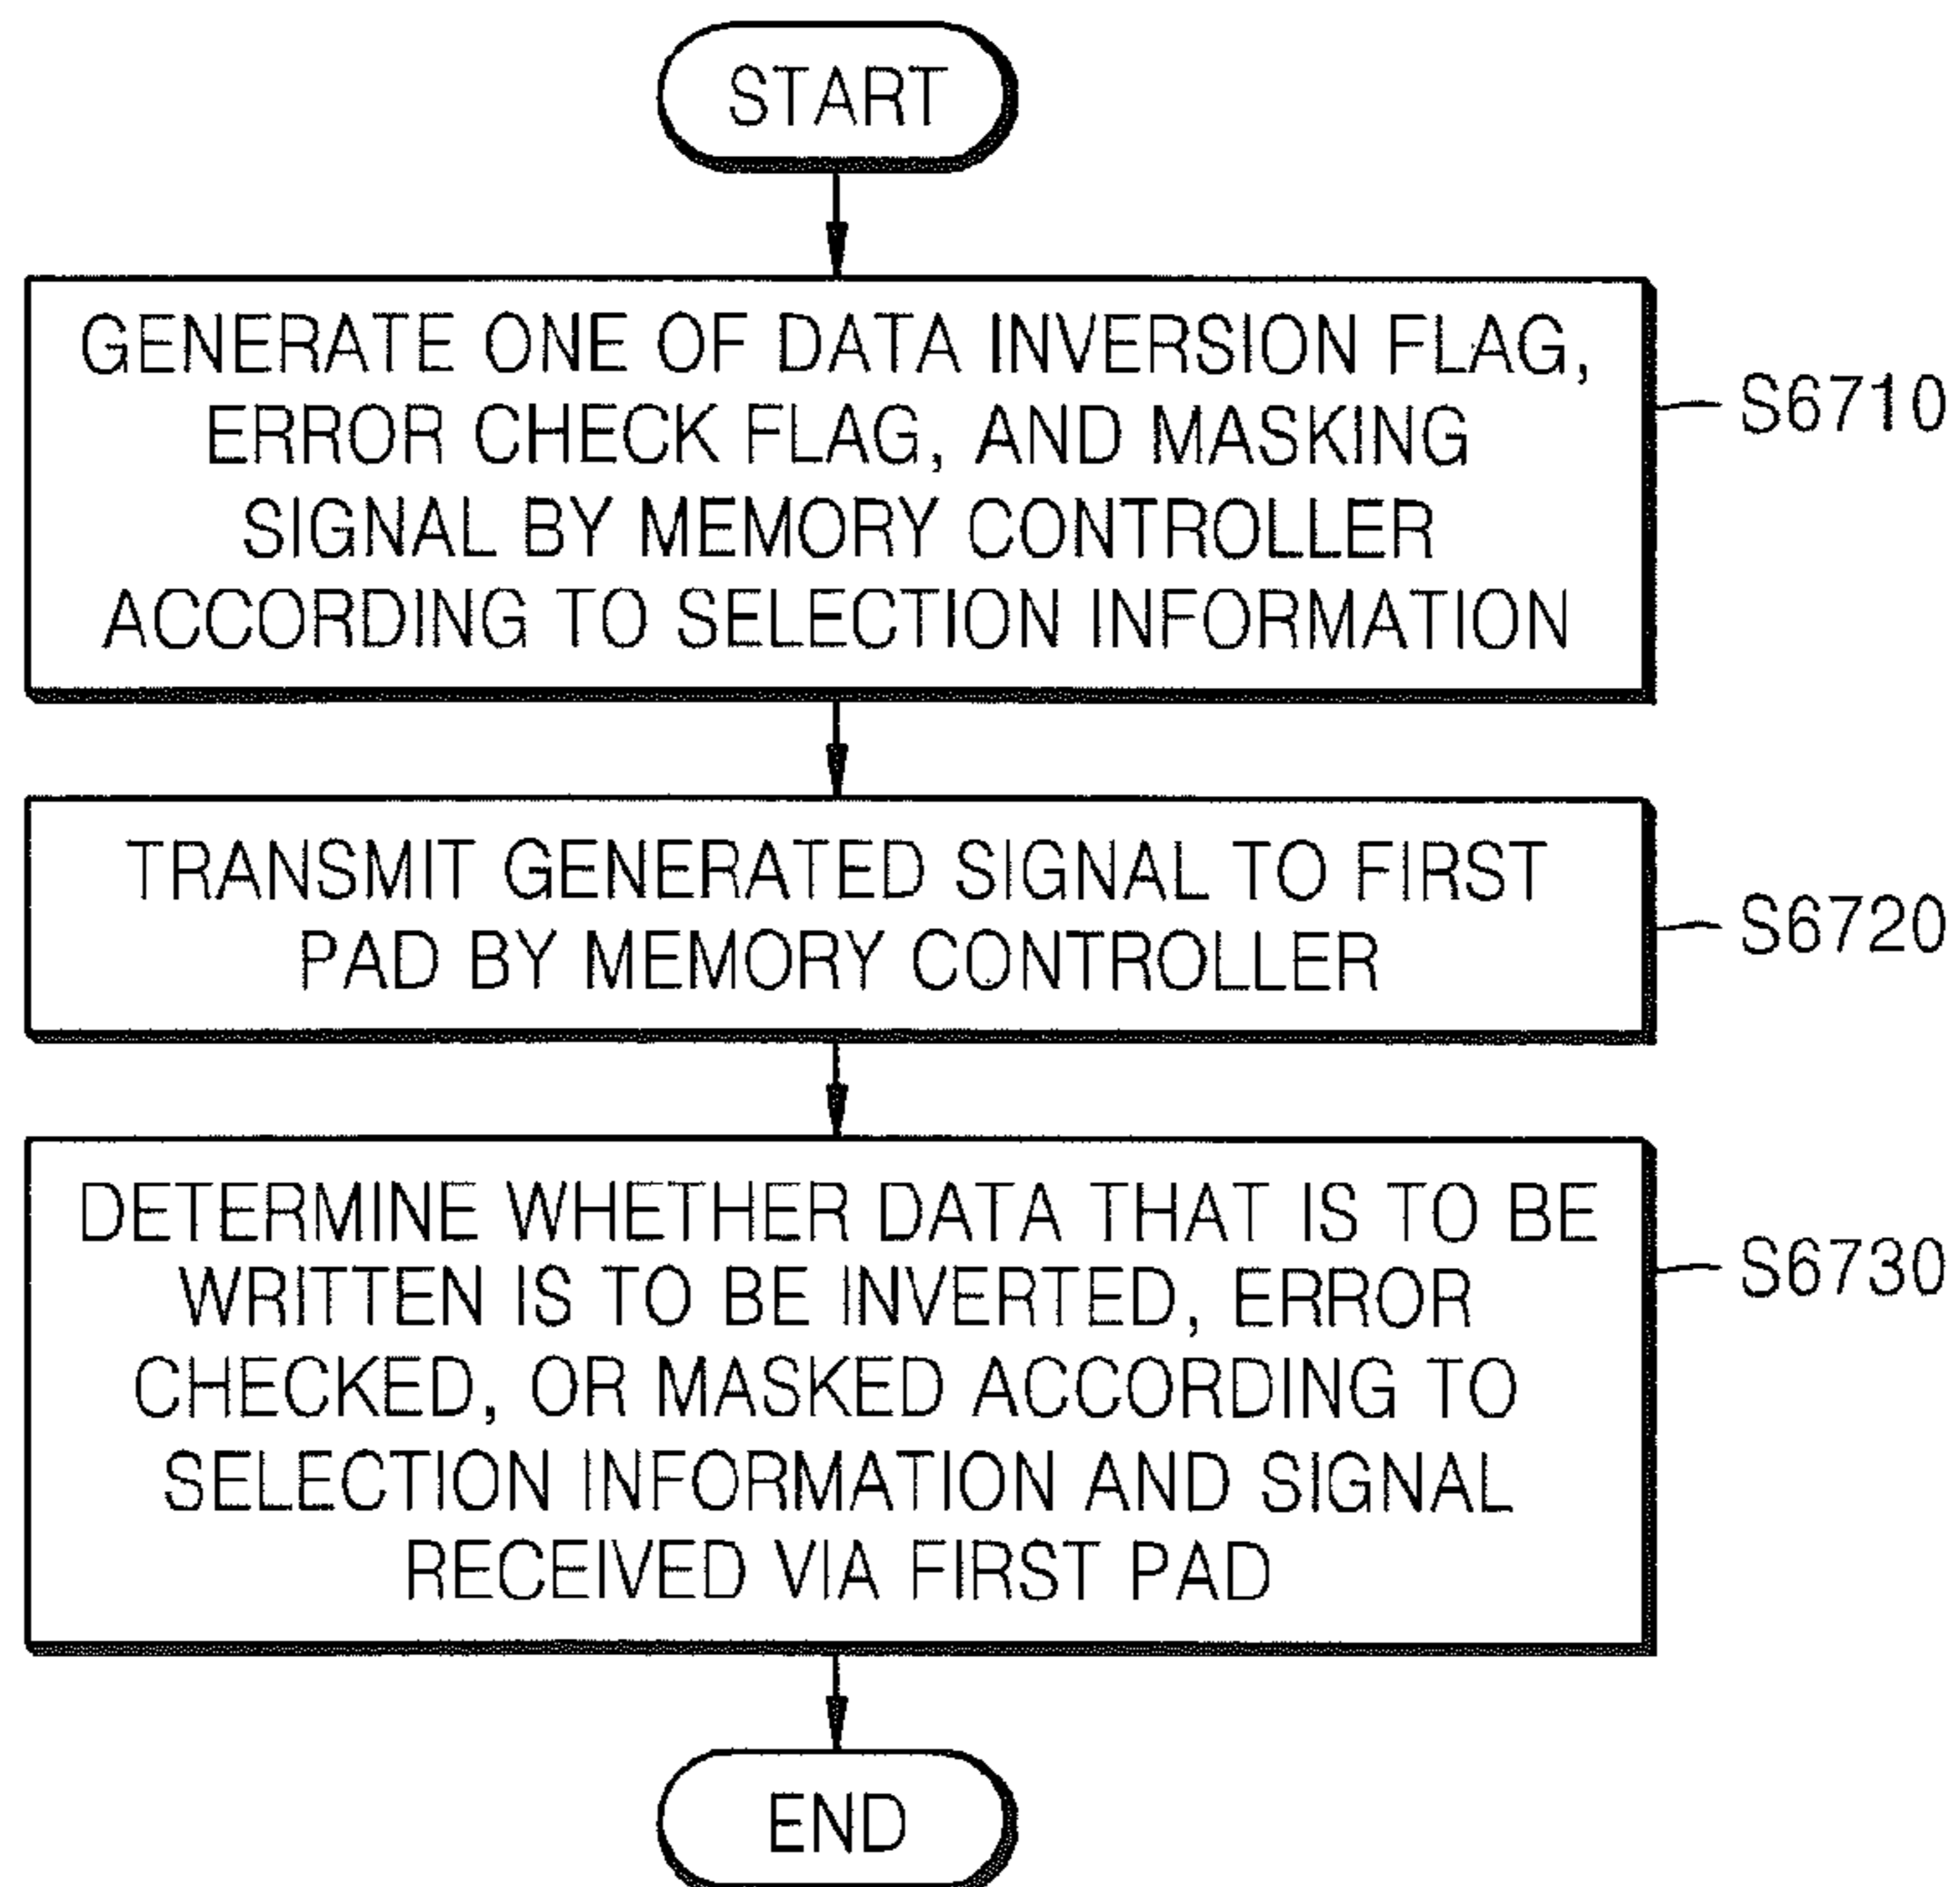 START
GENERATE ONE OF DATA INVERSION FLAG,
ERROR CHECK FLAG, AND MASKING
SIGNAL BY MEMORY CONTROLLER
ACCORDING TO SELECTION INFORMATION
S6710
TRANSMIT GENERATED SIGNAL TO FIRST
PAD BY MEMORY CONTROLLER
S6720
DETERMINE WHETHER DATA THAT IS TO BE
WRITTEN IS TO BE INVERTED, ERROR
CHECKED, OR MASKED ACCORDING TO
SELECTION INFORMATION AND SIGNAL
RECEIVED VIA FIRST PAD
S6730
END